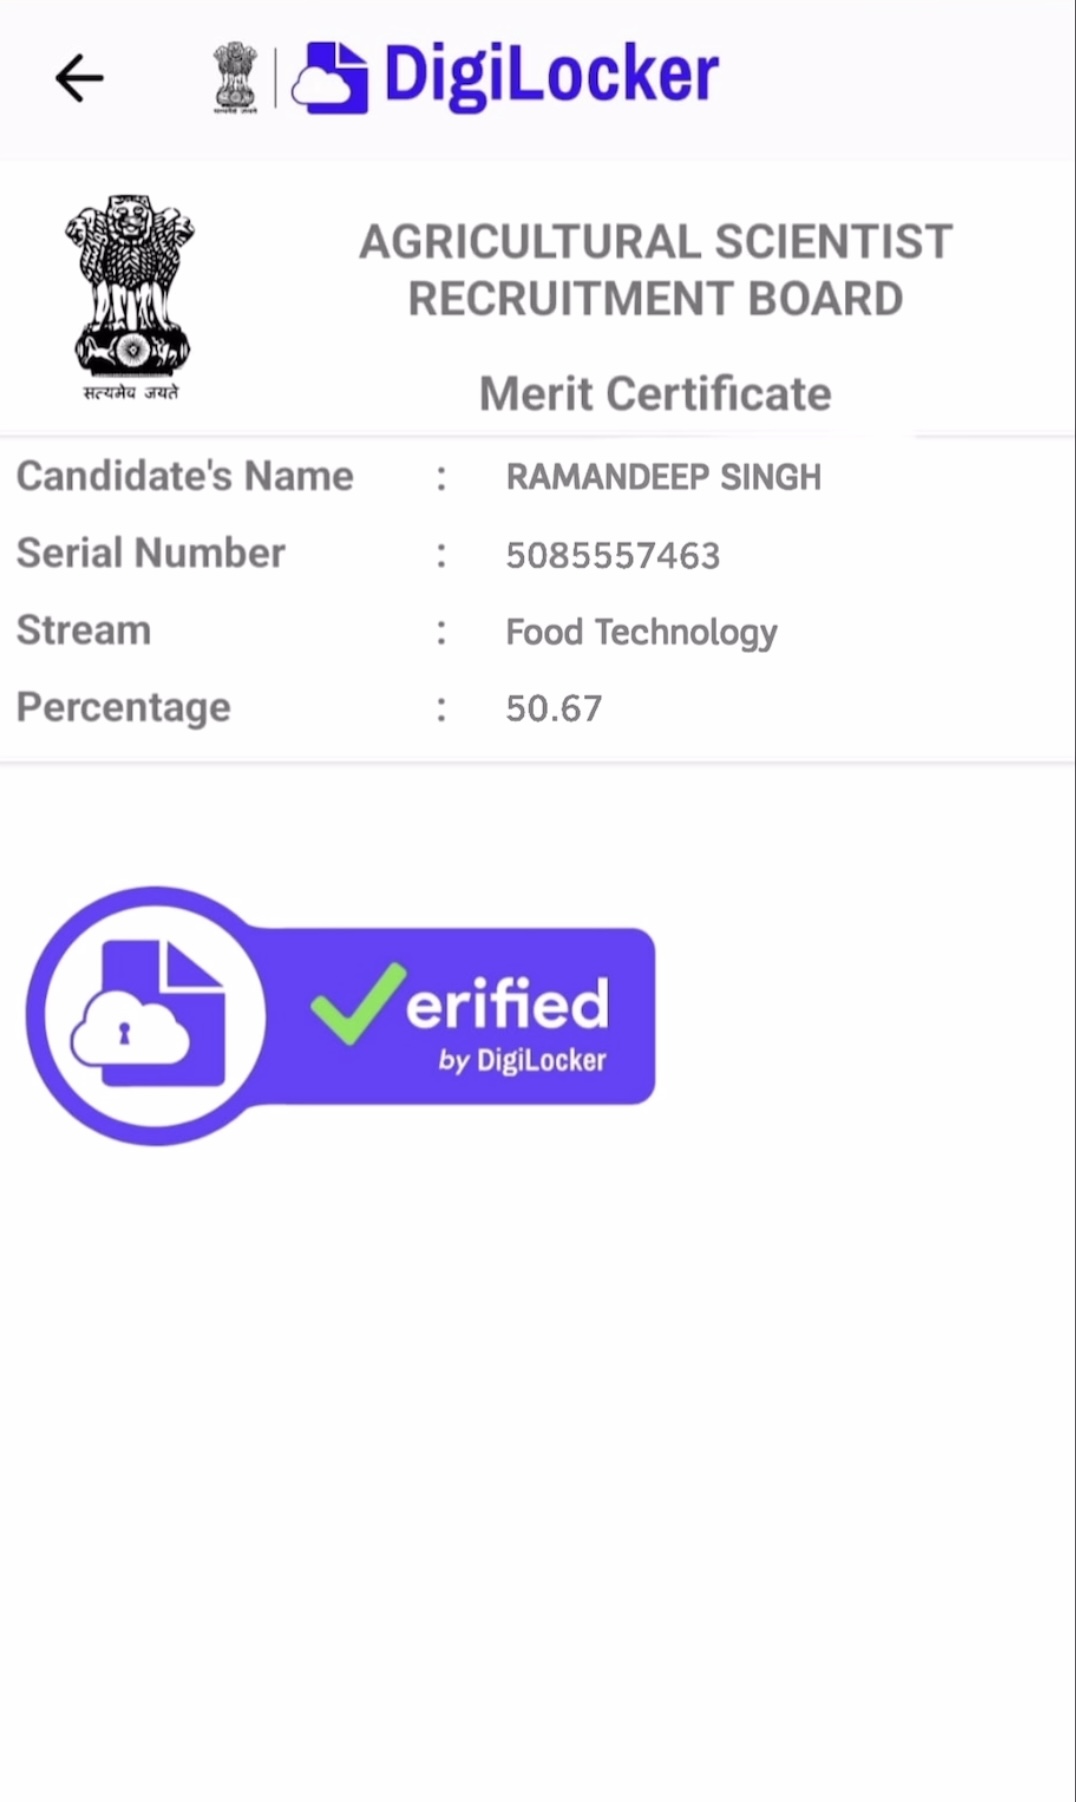 DigiLocker
सत्यमेव जयते
AGRICULTURAL SCIENTIST
RECRUITMENT BOARD
Merit Certificate
Candidate's Name : RAMANDEEP SINGH
Serial Number : 5085557463
Stream : Food Technology
Percentage : 50.67
erified
by DigiLocker